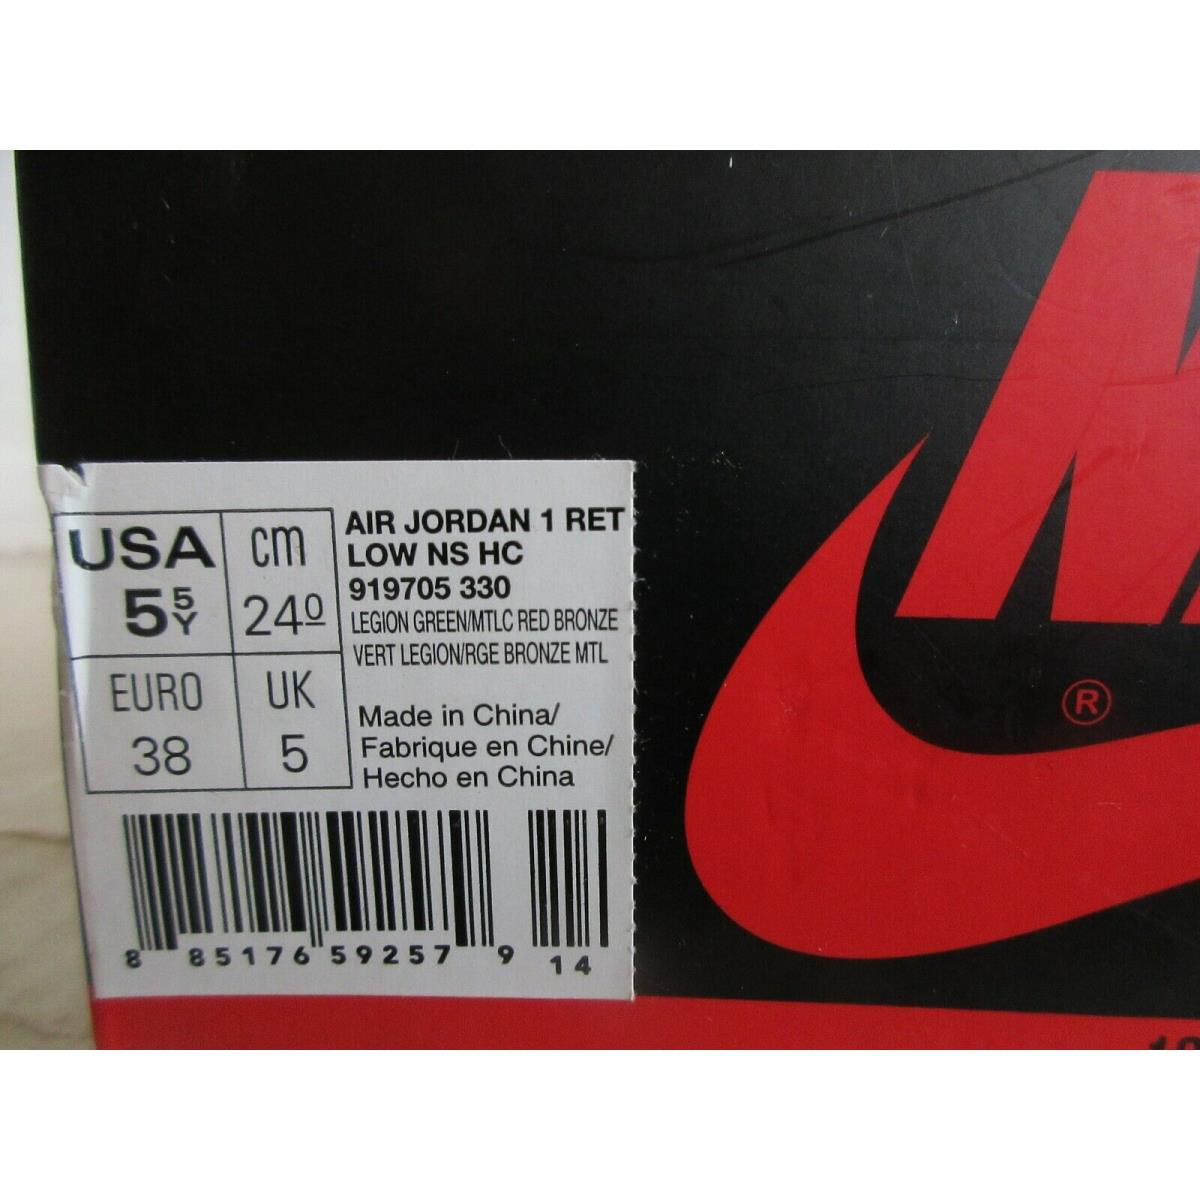 USA
5 5Y
cm
24 0
EURO
38
UK
5
AIR JORDAN 1 RET
LOW NS HC
919705 330
LEGION GREEN/MTLC RED BRONZE
VERT LEGION/RGE BRONZE MTL
Made in China/
Fabrique en Chine/
Hecho en China
8 85176 59257 9 14
®